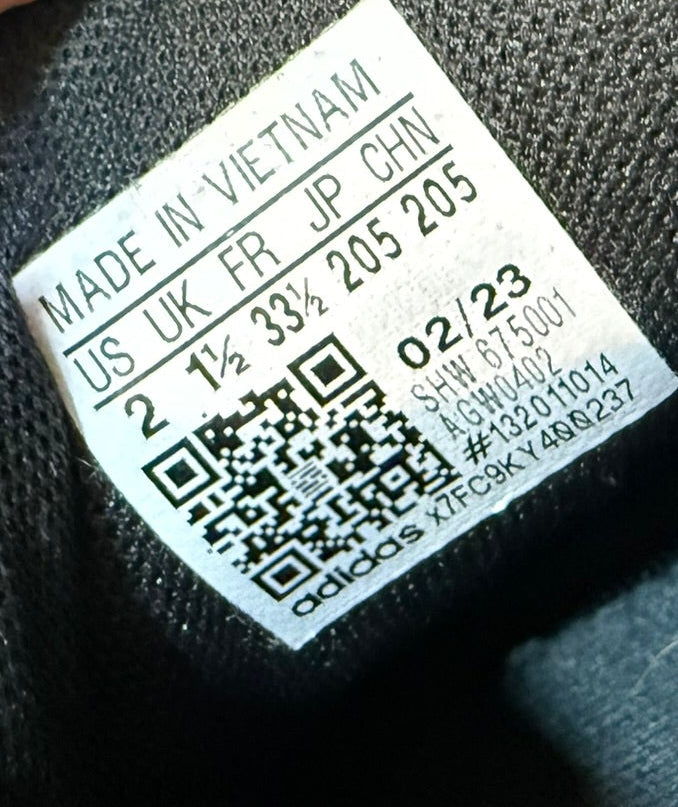 MADE IN VIETNAM
US UK FR JP CHN
2 1½ 33½ 205 205
02/23
SHW 675001
AGW0402
#132011014
adidas X7FC9KY4QQ237